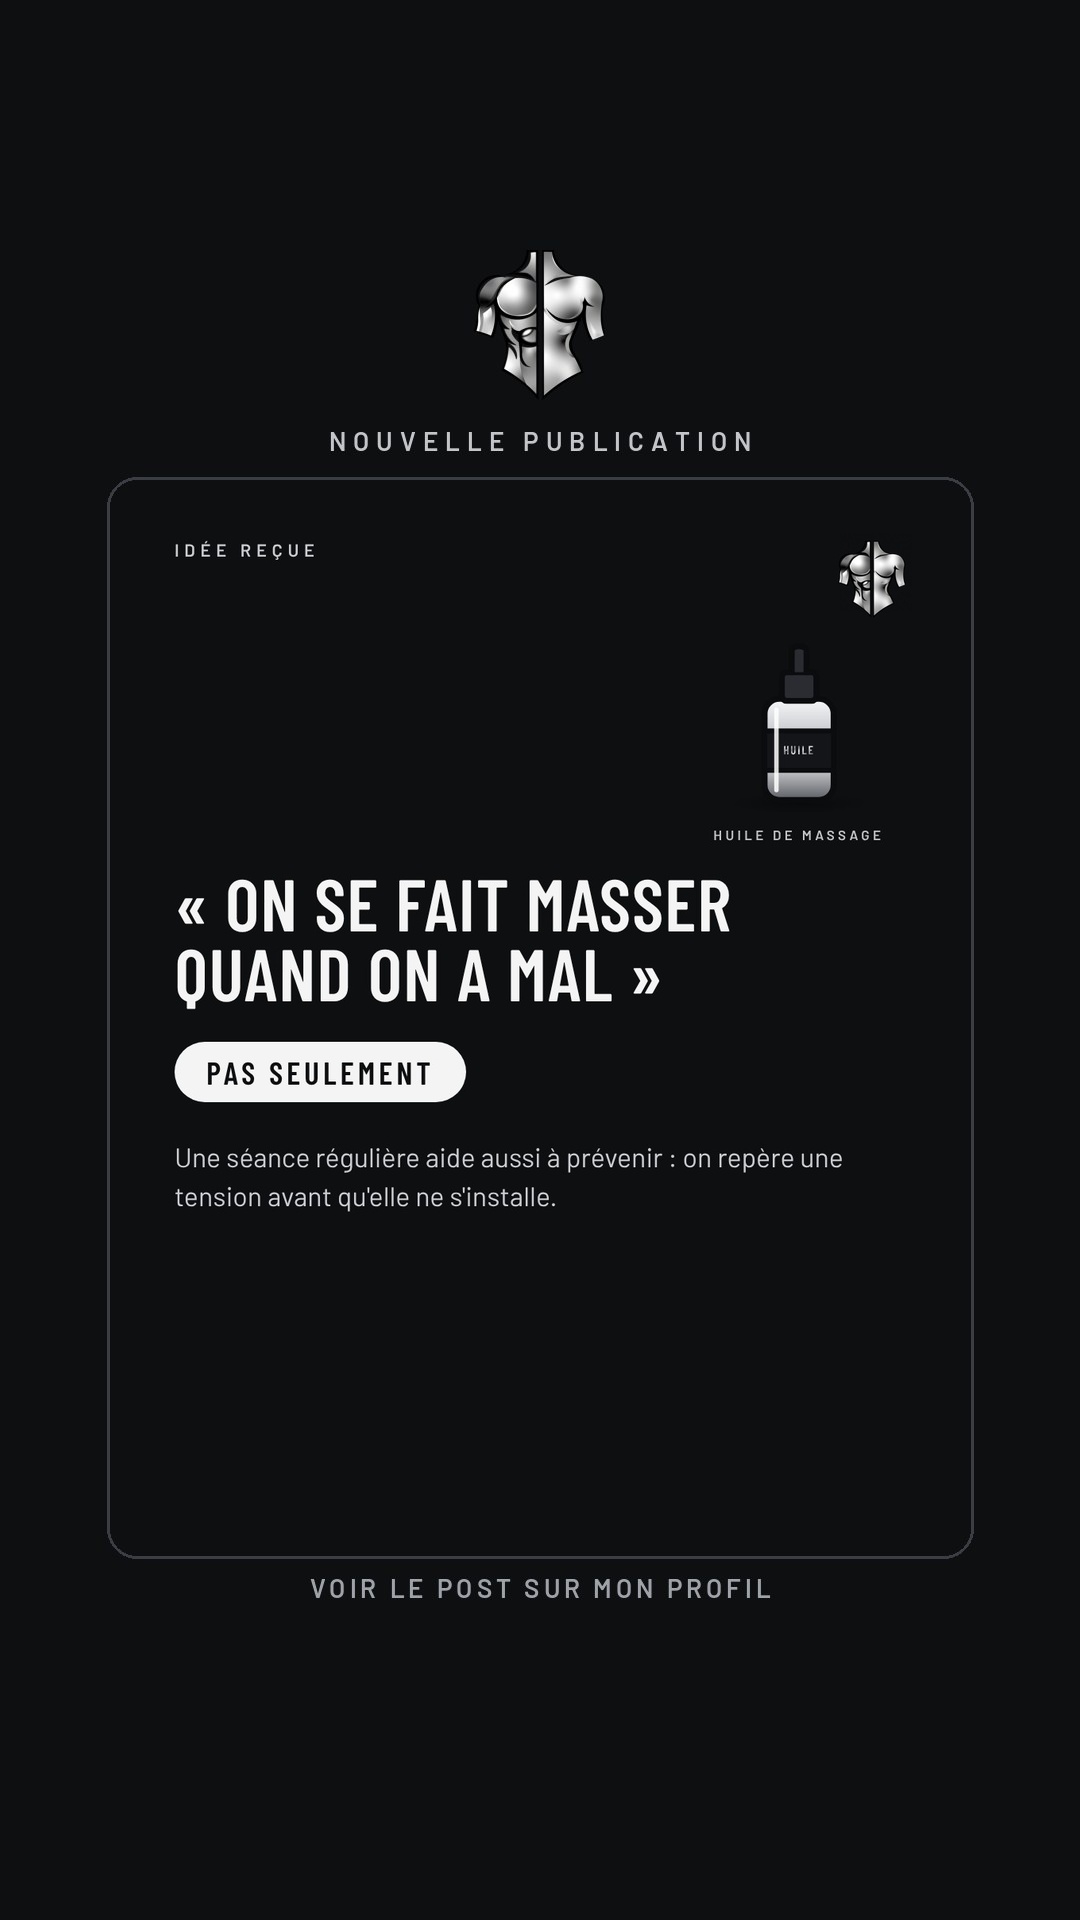 NOUVELLE PUBLICATION
IDÉE REÇUE
HUILE
HUILE DE MASSAGE
« ON SE FAIT MASSER
QUAND ON A MAL »
PAS SEULEMENT
Une séance régulière aide aussi à prévenir : on repère une
tension avant qu'elle ne s'installe.
VOIR LE POST SUR MON PROFIL